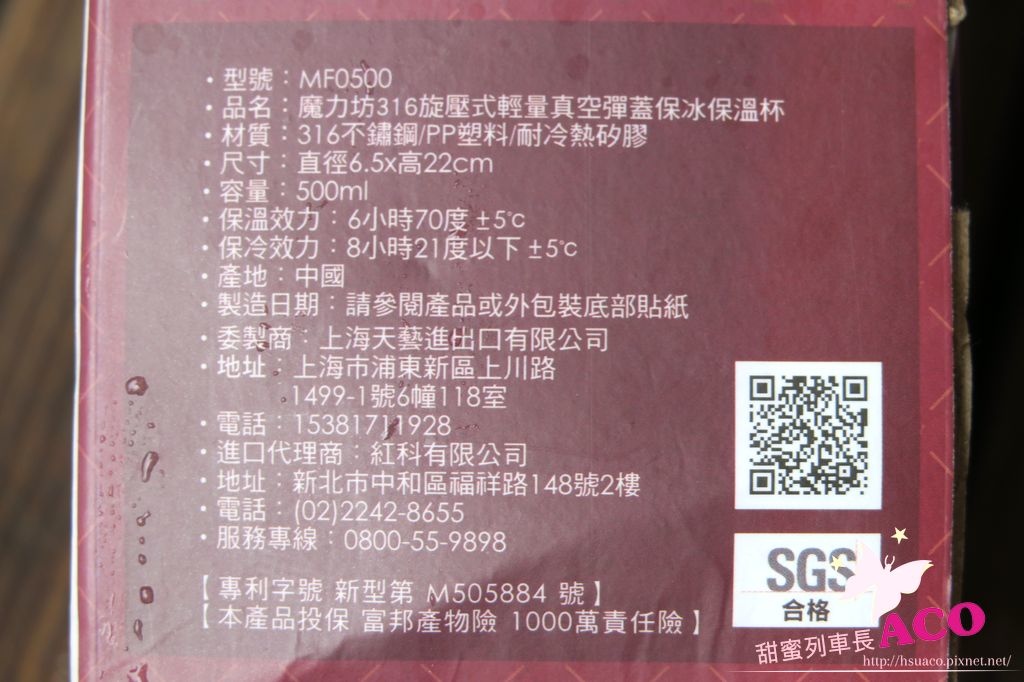 ・型號：MF0500
・品名：魔力坊316旋壓式輕量真空彈蓋保冰保溫杯
・材質：316不鏽鋼/PP塑料/耐冷熱矽膠
・尺寸：直徑6.5x高22cm
・容量：500ml
・保溫效力：6小時70度 ±5℃
・保冷效力：8小時21度以下 ±5℃
・產地：中國
・製造日期：請參閱產品或外包裝底部貼紙
・委製商：上海天藝進出口有限公司
・地址：上海市浦東新區上川路
1499-1號6幢118室
・電話：15381711928
・進口代理商：紅科有限公司
・地址：新北市中和區福祥路148號2樓
・電話：(02)2242-8655
・服務專線：0800-55-9898
【專利字號 新型第 M505884 號】
【本產品投保 富邦產物險 1000萬責任險】
SGS
合格
甜蜜列車長ACO
http://hsuaco.pixnet.net/